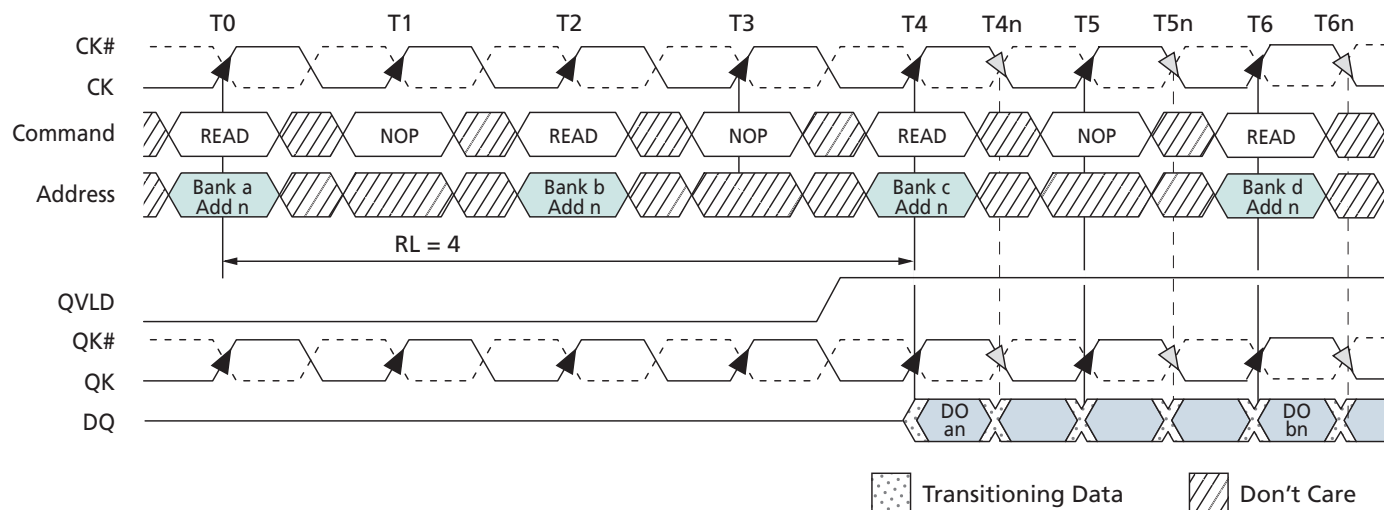 T0 T1 T2 T3 T4 T4n T5 T5n T6 T6n
CK#
CK
Command READ NOP READ NOP READ NOP READ
Address Bank a Add n Bank b Add n Bank c Add n Bank d Add n
RL = 4
QVLD
QK#
QK
DQ DO an DO bn
Transitioning Data Don't Care